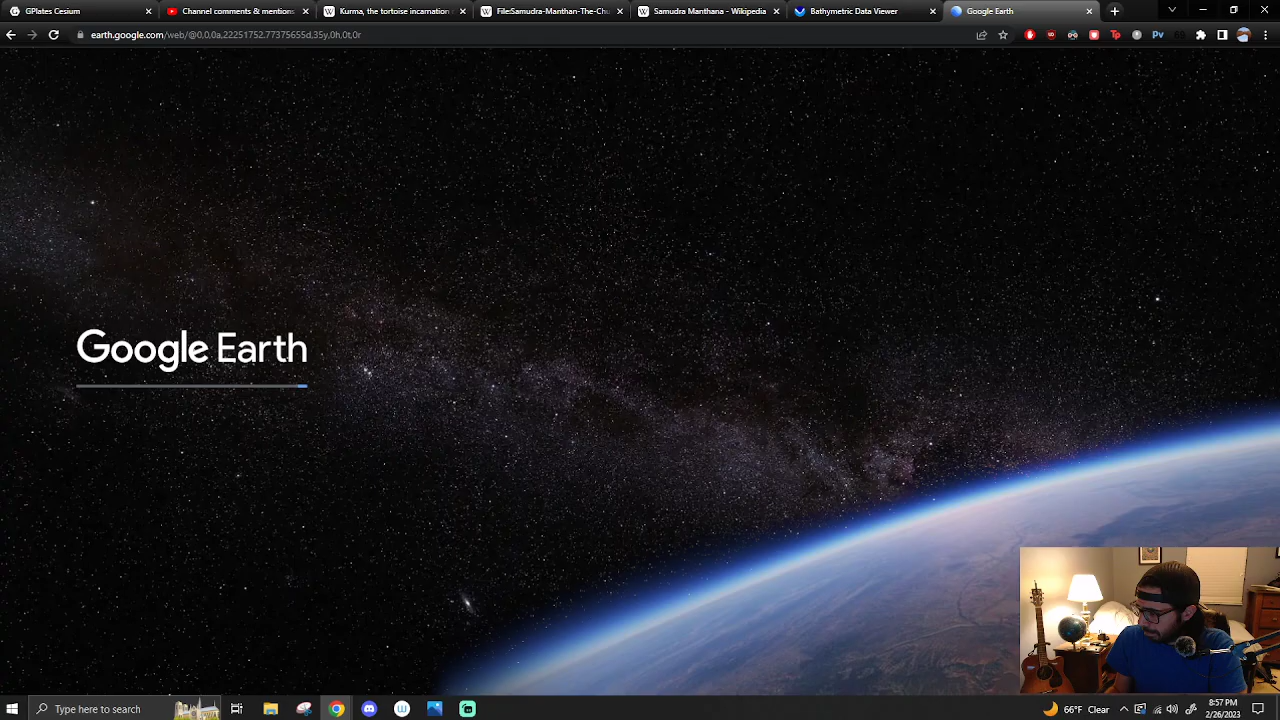 GPlates Cesium
Channel comments & mentions
Kurma, the tortoise incarnation
File:Samudra-Manthan-The-Chu
Samudra Manthana - Wikipedia
Bathymetric Data Viewer
Google Earth
earth.google.com/web/@0,0,0a,22251752.77375655d,35y,0h,0t,0r
Google Earth
Type here to search
66°F Clear
8:57 PM
2/26/2023